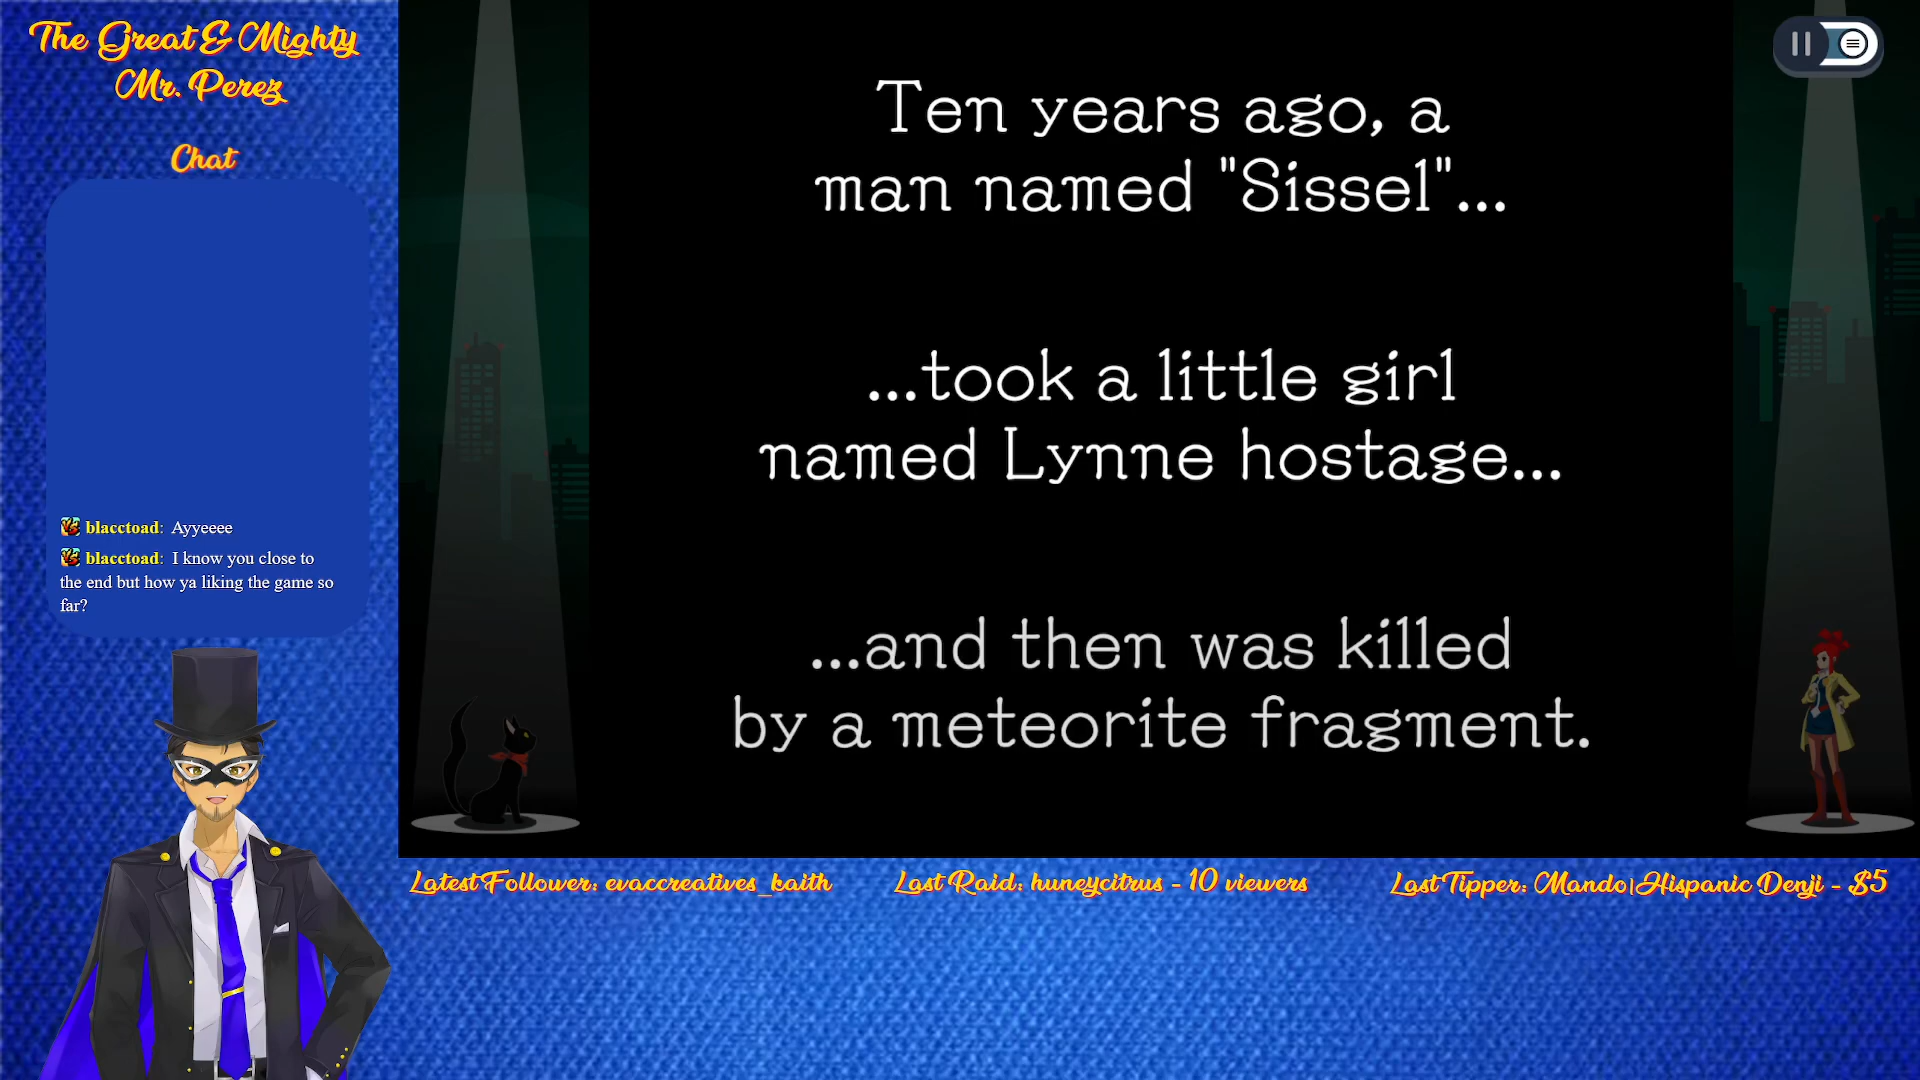 The Great & Mighty
Mr. Perez
Chat
blacctoad: Ayyeeee
blacctoad: I know you close to
the end but how ya liking the game so
far?
Ten years ago, a
man named "Sissel"...
...took a little girl
named Lynne hostage...
...and then was killed
by a meteorite fragment.
Latest Follower: evaccreatives_kaith
Last Raid: huneycitrus - 10 viewers
Last Tipper: Mando|Hispanic Denji - $5